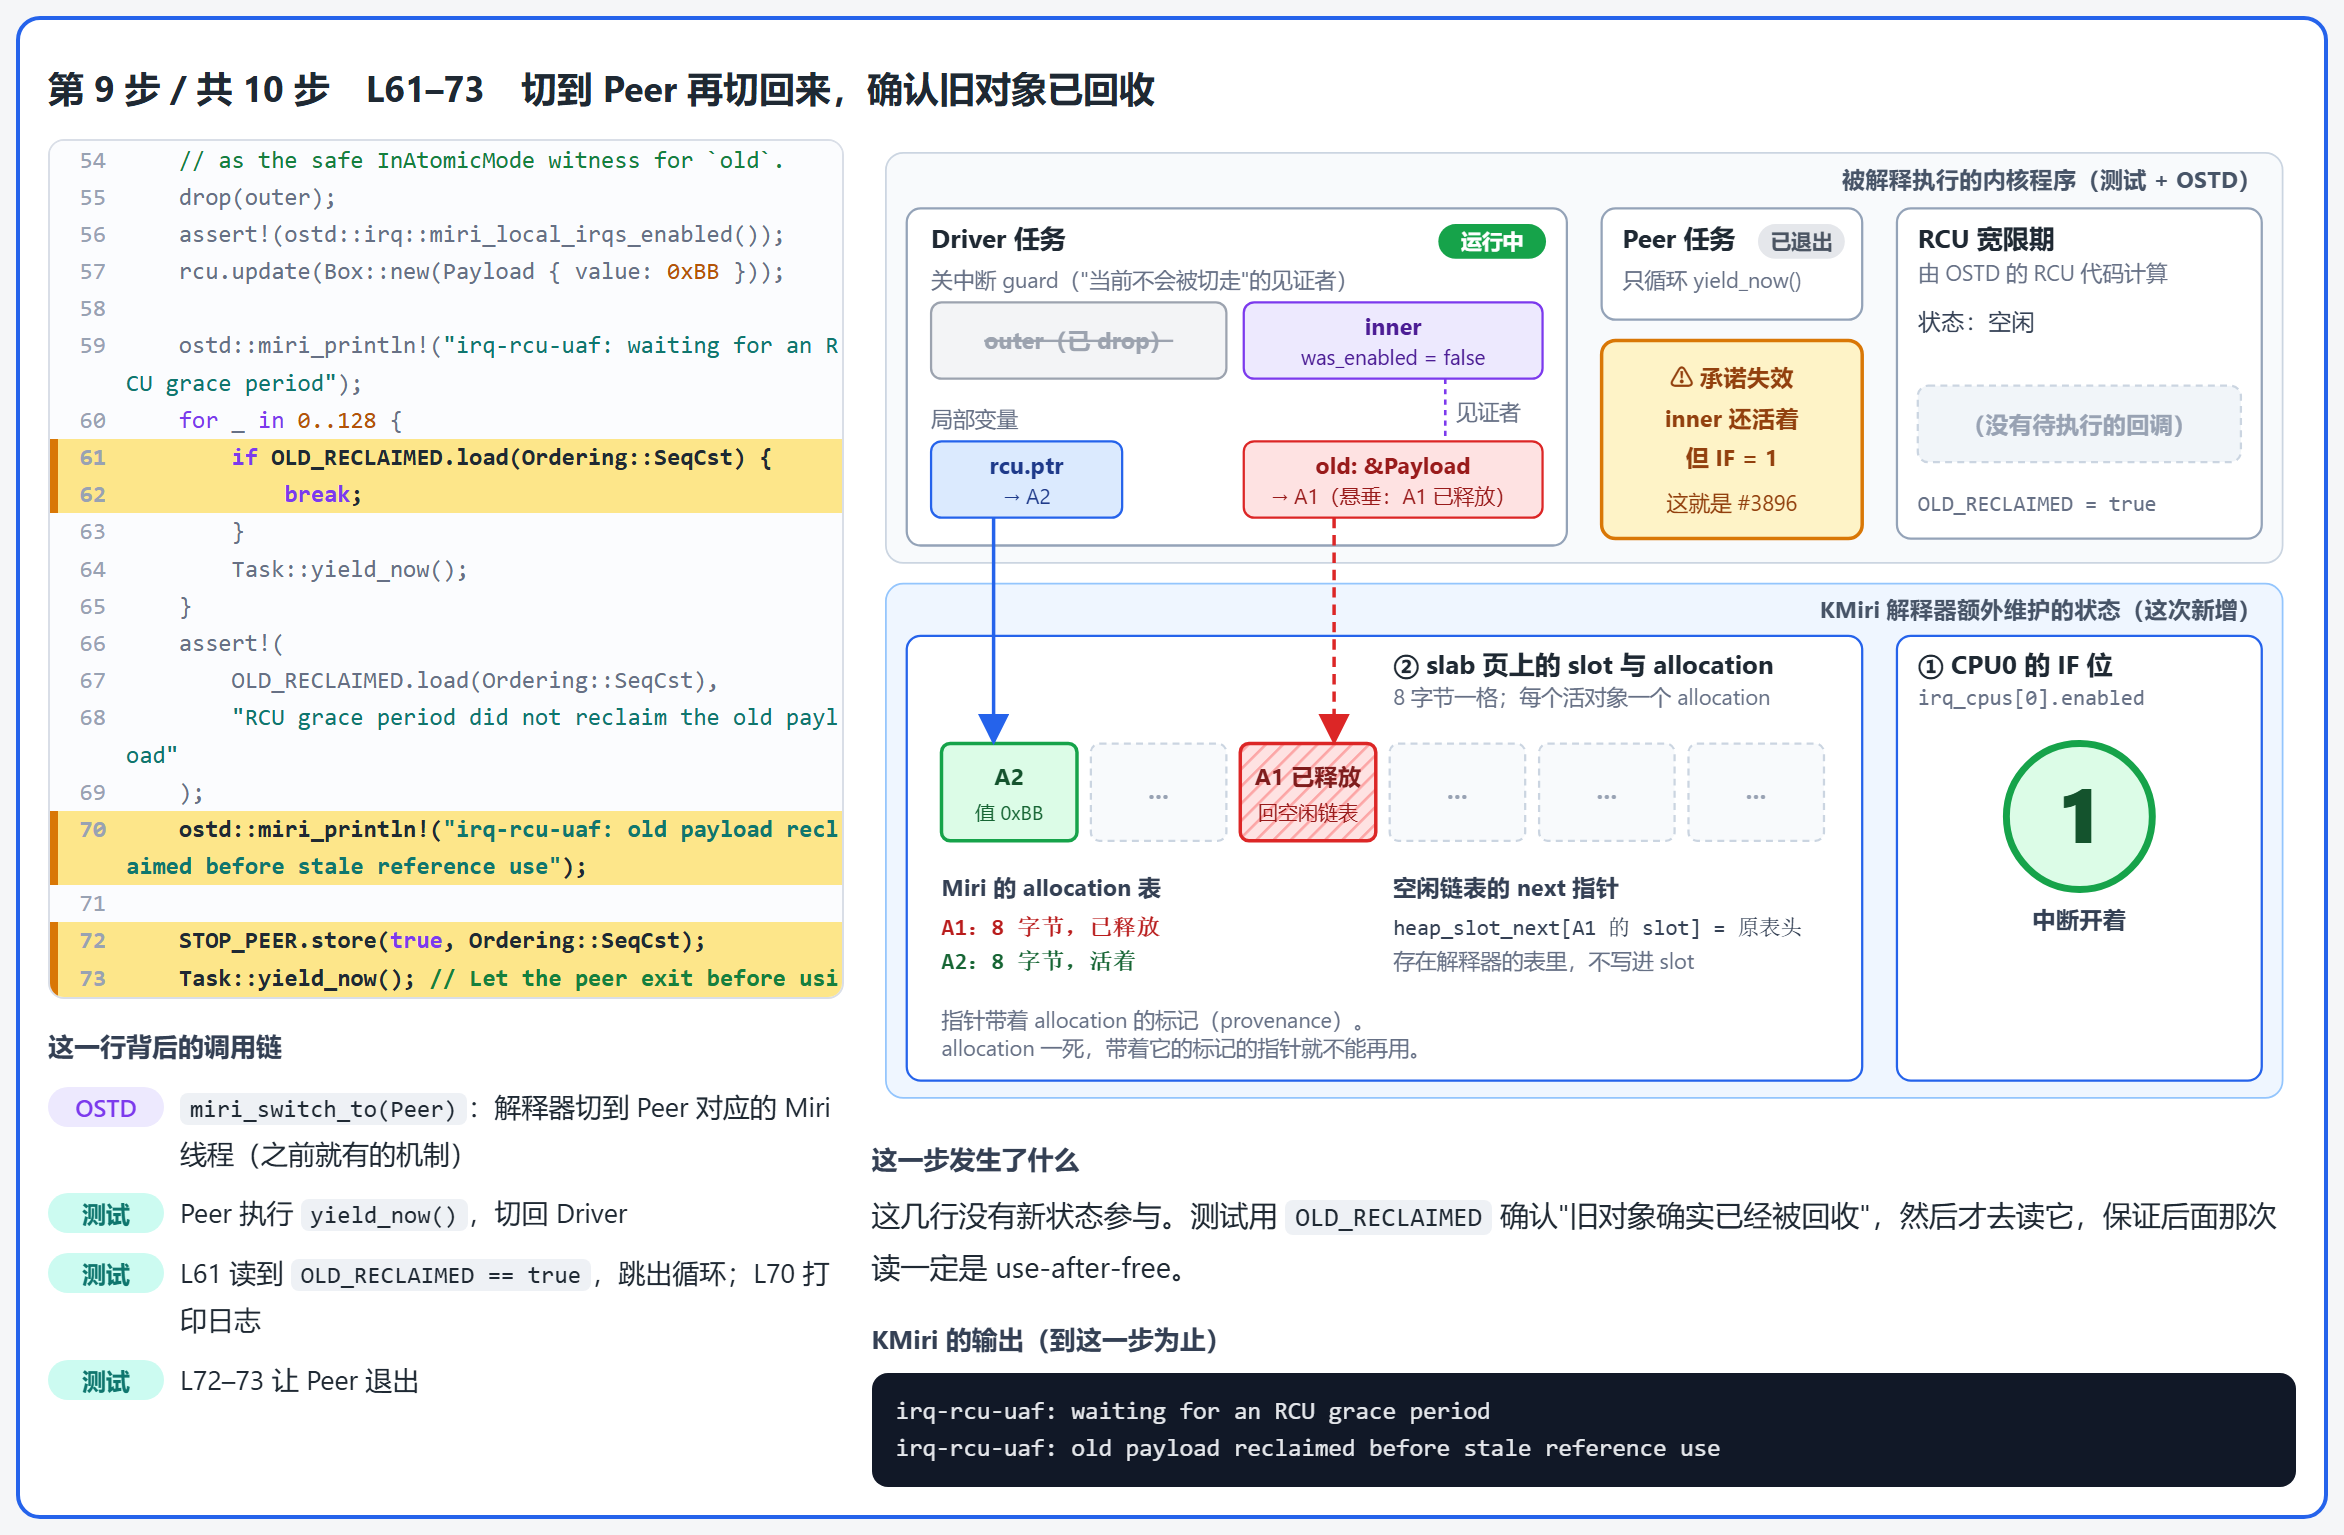 第 9 步 / 共 10 步 L61–73 切到 Peer 再切回来，确认旧对象已回收
54 // as the safe InAtomicMode witness for `old`.
55 drop(outer);
56 assert!(ostd::irq::miri_local_irqs_enabled());
57 rcu.update(Box::new(Payload { value: 0xBB }));
58
59 ostd::miri_println!("irq-rcu-uaf: waiting for an R
CU grace period");
60 for _ in 0..128 {
61 if OLD_RECLAIMED.load(Ordering::SeqCst) {
62 break;
63 }
64 Task::yield_now();
65 }
66 assert!(
67 OLD_RECLAIMED.load(Ordering::SeqCst),
68 "RCU grace period did not reclaim the old payl
oad"
69 );
70 ostd::miri_println!("irq-rcu-uaf: old payload recl
aimed before stale reference use");
71
72 STOP_PEER.store(true, Ordering::SeqCst);
73 Task::yield_now(); // Let the peer exit before usi
这一行背后的调用链
OSTD miri_switch_to(Peer)：解释器切到 Peer 对应的 Miri
线程（之前就有的机制）
测试 Peer 执行 yield_now()，切回 Driver
测试 L61 读到 OLD_RECLAIMED == true，跳出循环；L70 打
印日志
测试 L72–73 让 Peer 退出
被解释执行的内核程序（测试 + OSTD）
Driver 任务 运行中
关中断 guard（"当前不会被切走"的见证者）
outer（已 drop）
inner
was_enabled = false
见证者
局部变量
rcu.ptr
→ A2
old: &Payload
→ A1（悬垂：A1 已释放）
Peer 任务 已退出
只循环 yield_now()
⚠ 承诺失效
inner 还活着
但 IF = 1
这就是 #3896
RCU 宽限期
由 OSTD 的 RCU 代码计算
状态：空闲
（没有待执行的回调）
OLD_RECLAIMED = true
KMiri 解释器额外维护的状态（这次新增）
② slab 页上的 slot 与 allocation
8 字节一格；每个活对象一个 allocation
A2
值 0xBB
...
A1 已释放
回空闲链表
...
...
...
Miri 的 allocation 表
A1: 8 字节，已释放
A2: 8 字节，活着
空闲链表的 next 指针
heap_slot_next[A1 的 slot] = 原表头
存在解释器的表里，不写进 slot
指针带着 allocation 的标记（provenance）。
allocation 一死，带着它的标记的指针就不能再用。
① CPU0 的 IF 位
irq_cpus[0].enabled
1
中断开着
这一步发生了什么
这几行没有新状态参与。测试用 OLD_RECLAIMED 确认"旧对象确实已经被回收"，然后才去读它，保证后面那次
读一定是 use-after-free。
KMiri 的输出（到这一步为止）
irq-rcu-uaf: waiting for an RCU grace period
irq-rcu-uaf: old payload reclaimed before stale reference use